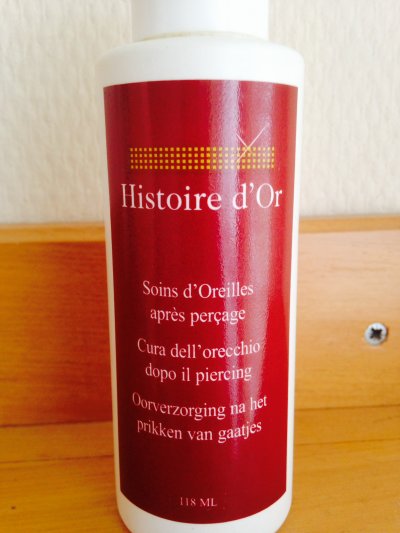 Histoire d'Or
Soins d'Oreilles
après perçage
Cura dell'orecchio
dopo il piercing
Oorverzorging na het
prikken van gaatjes
118 ML